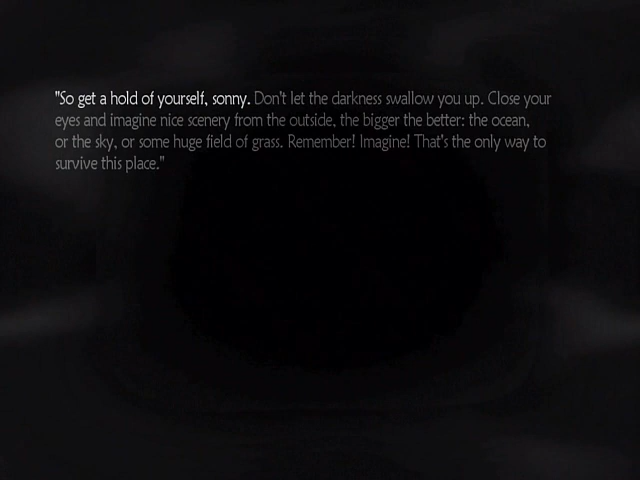 "So get a hold of yourself, sonny. Don't let the darkness swallow you up. Close your
eyes and imagine nice scenery from the outside, the bigger the better: the ocean,
or the sky, or some huge field of grass. Remember! Imagine! That's the only way to
survive this place."